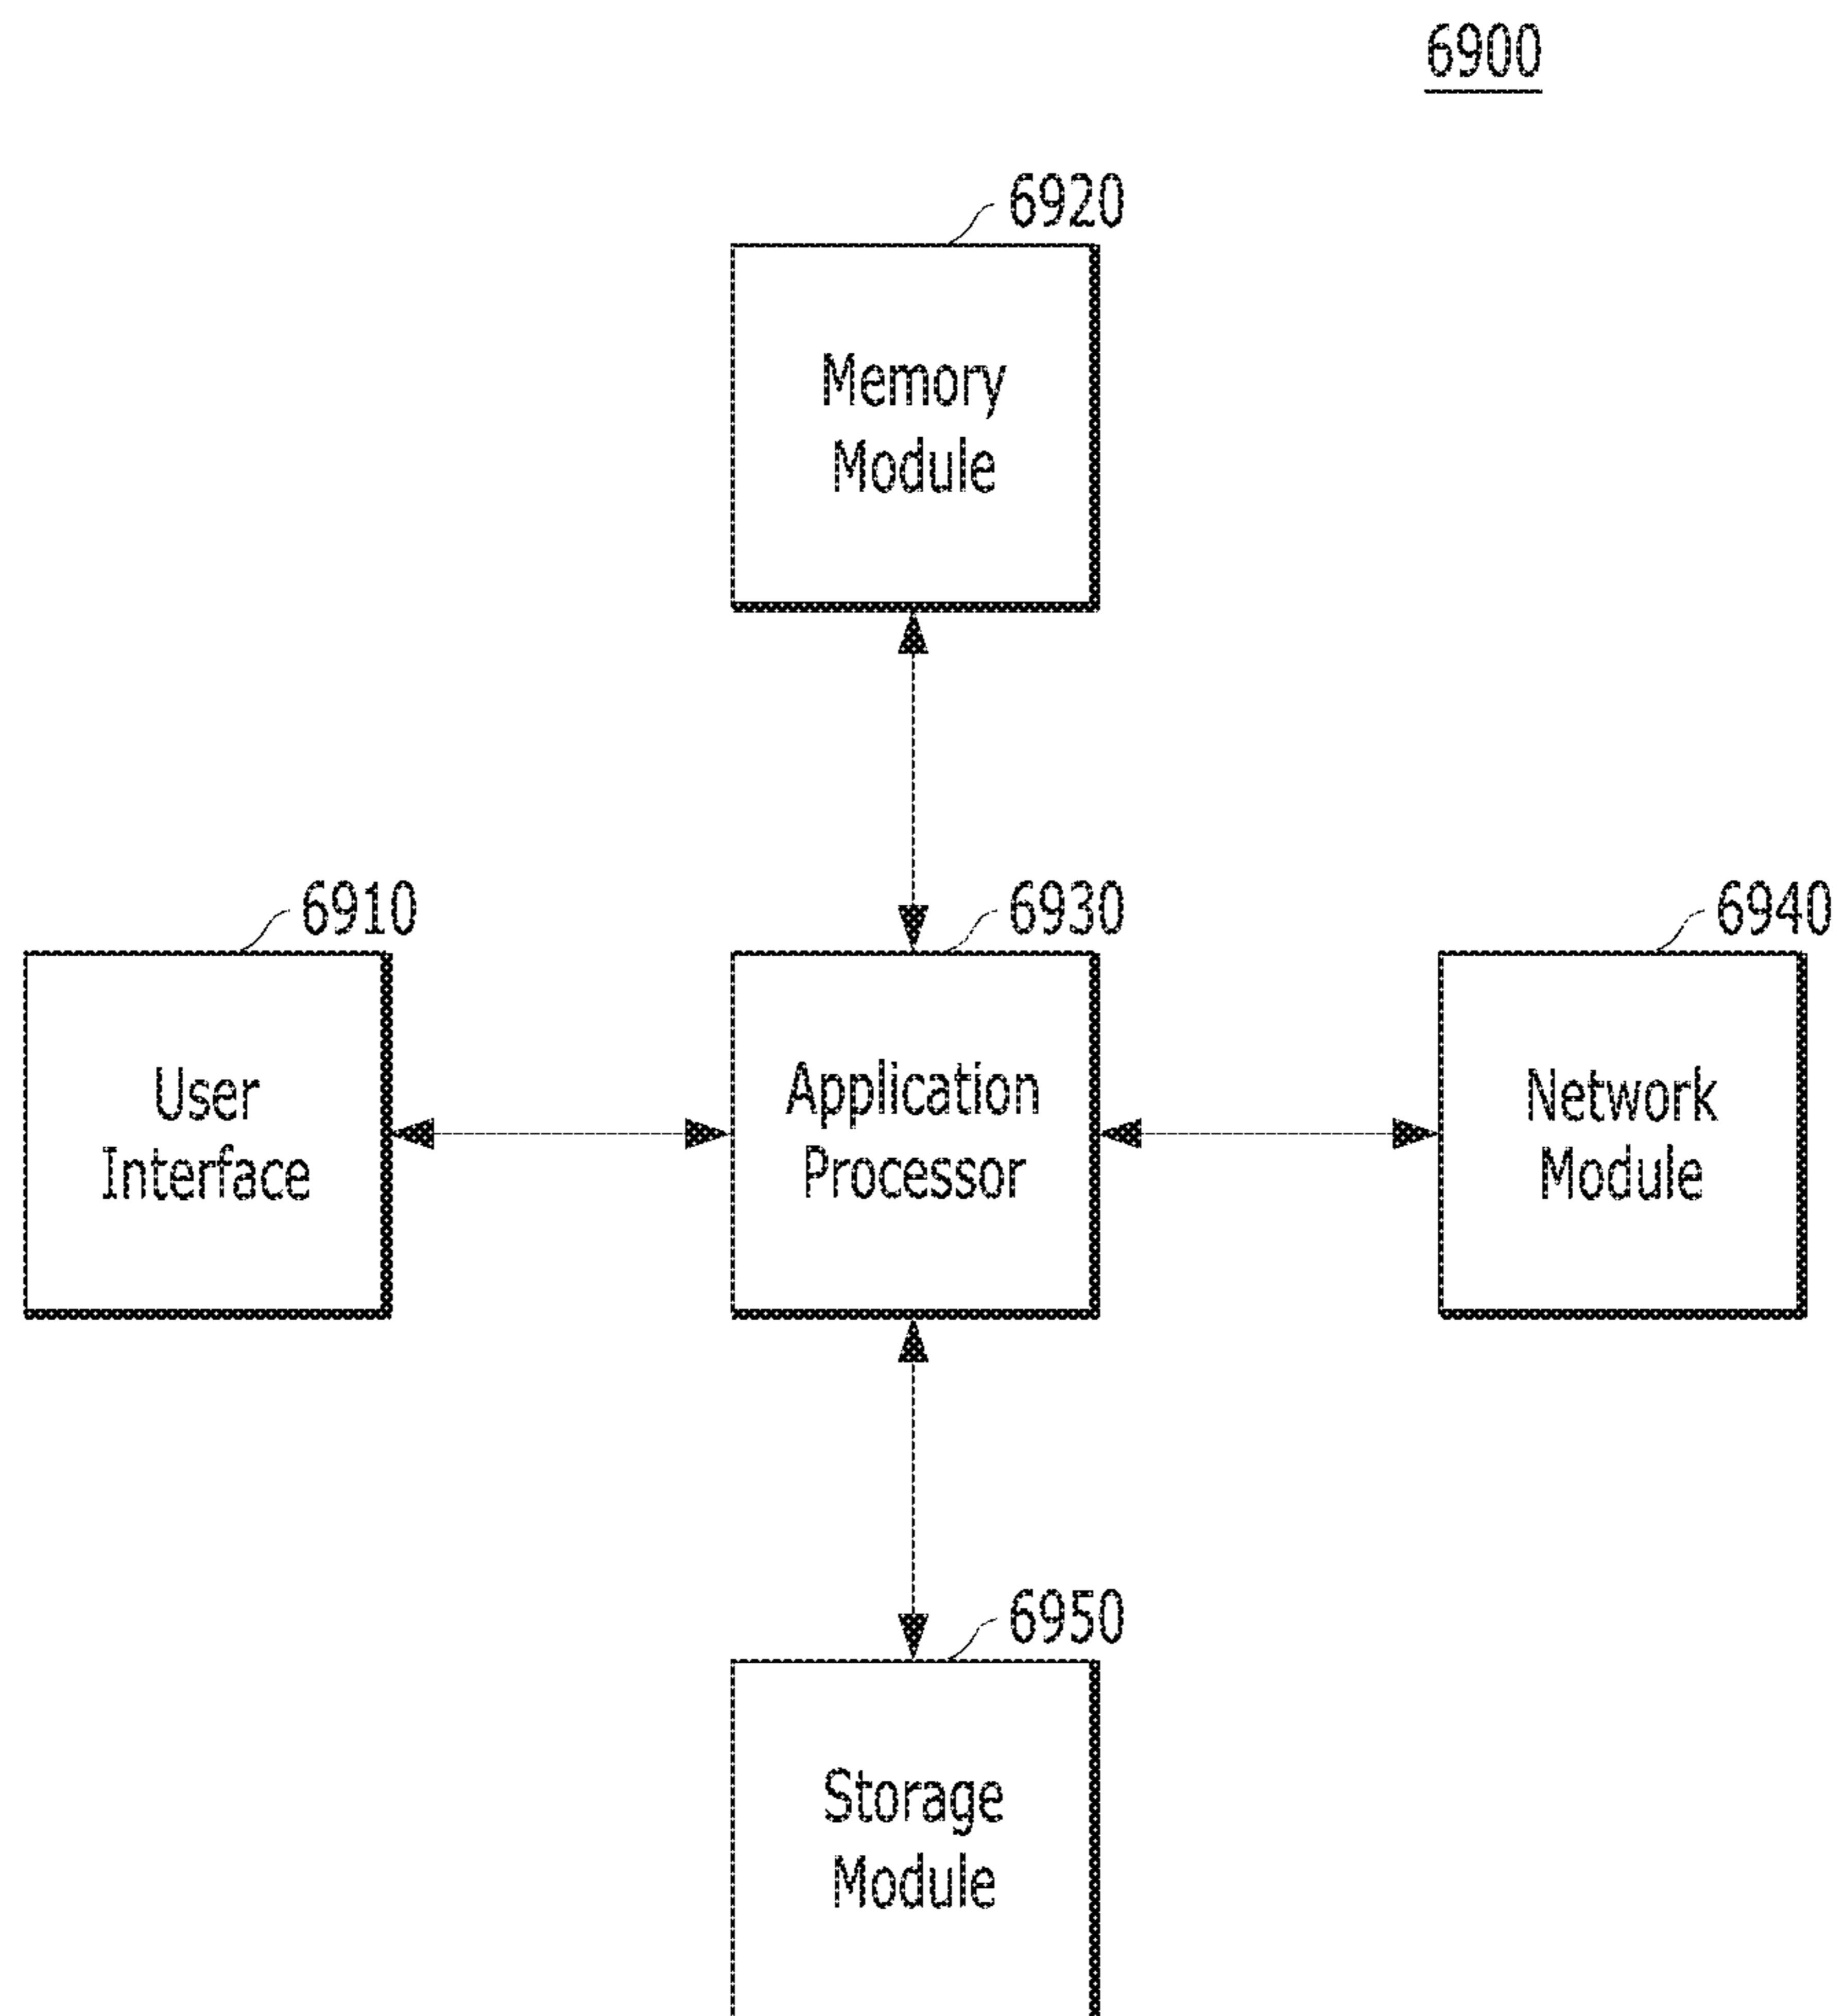 6900
6920
Memory
Module
6910
User
Interface
6930
Application
Processor
6940
Network
Module
6950
Storage
Module